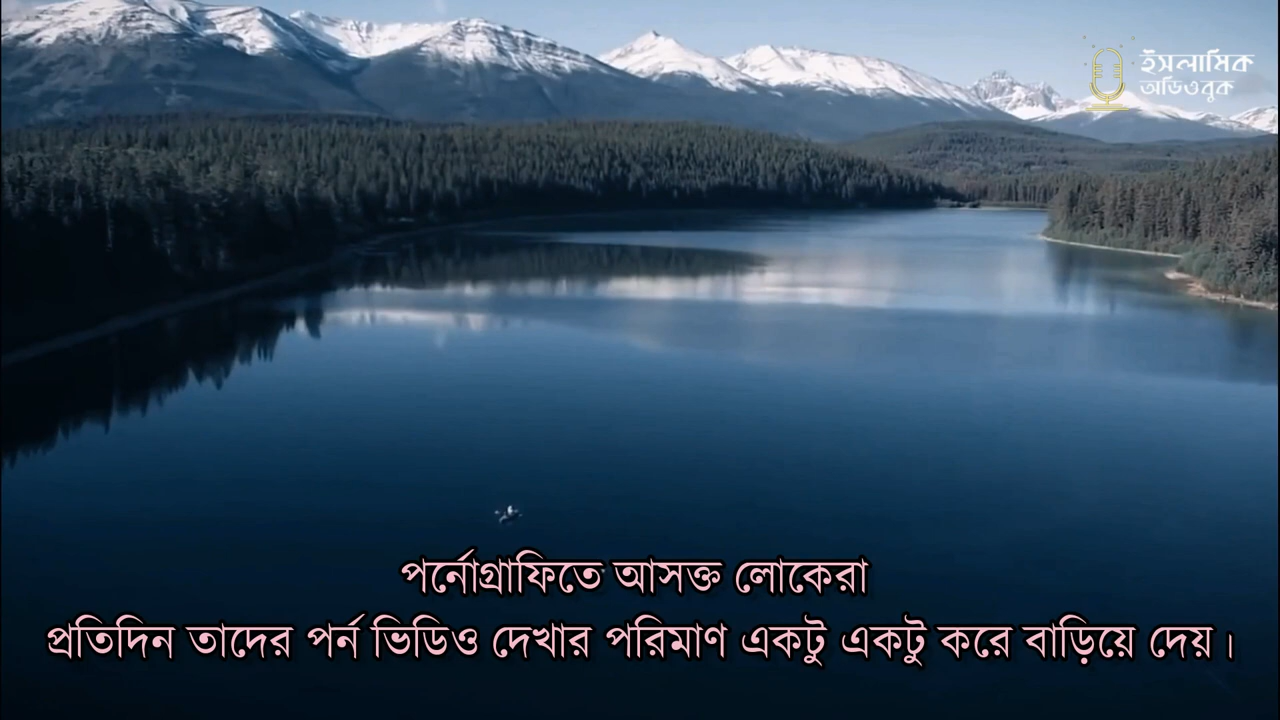 ইসলামিক
অডিওবুক
পর্নোগ্রাফিতে আসক্ত লোকেরা
প্রতিদিন তাদের পর্ন ভিডিও দেখার পরিমাণ একটু একটু করে বাড়িয়ে দেয়।